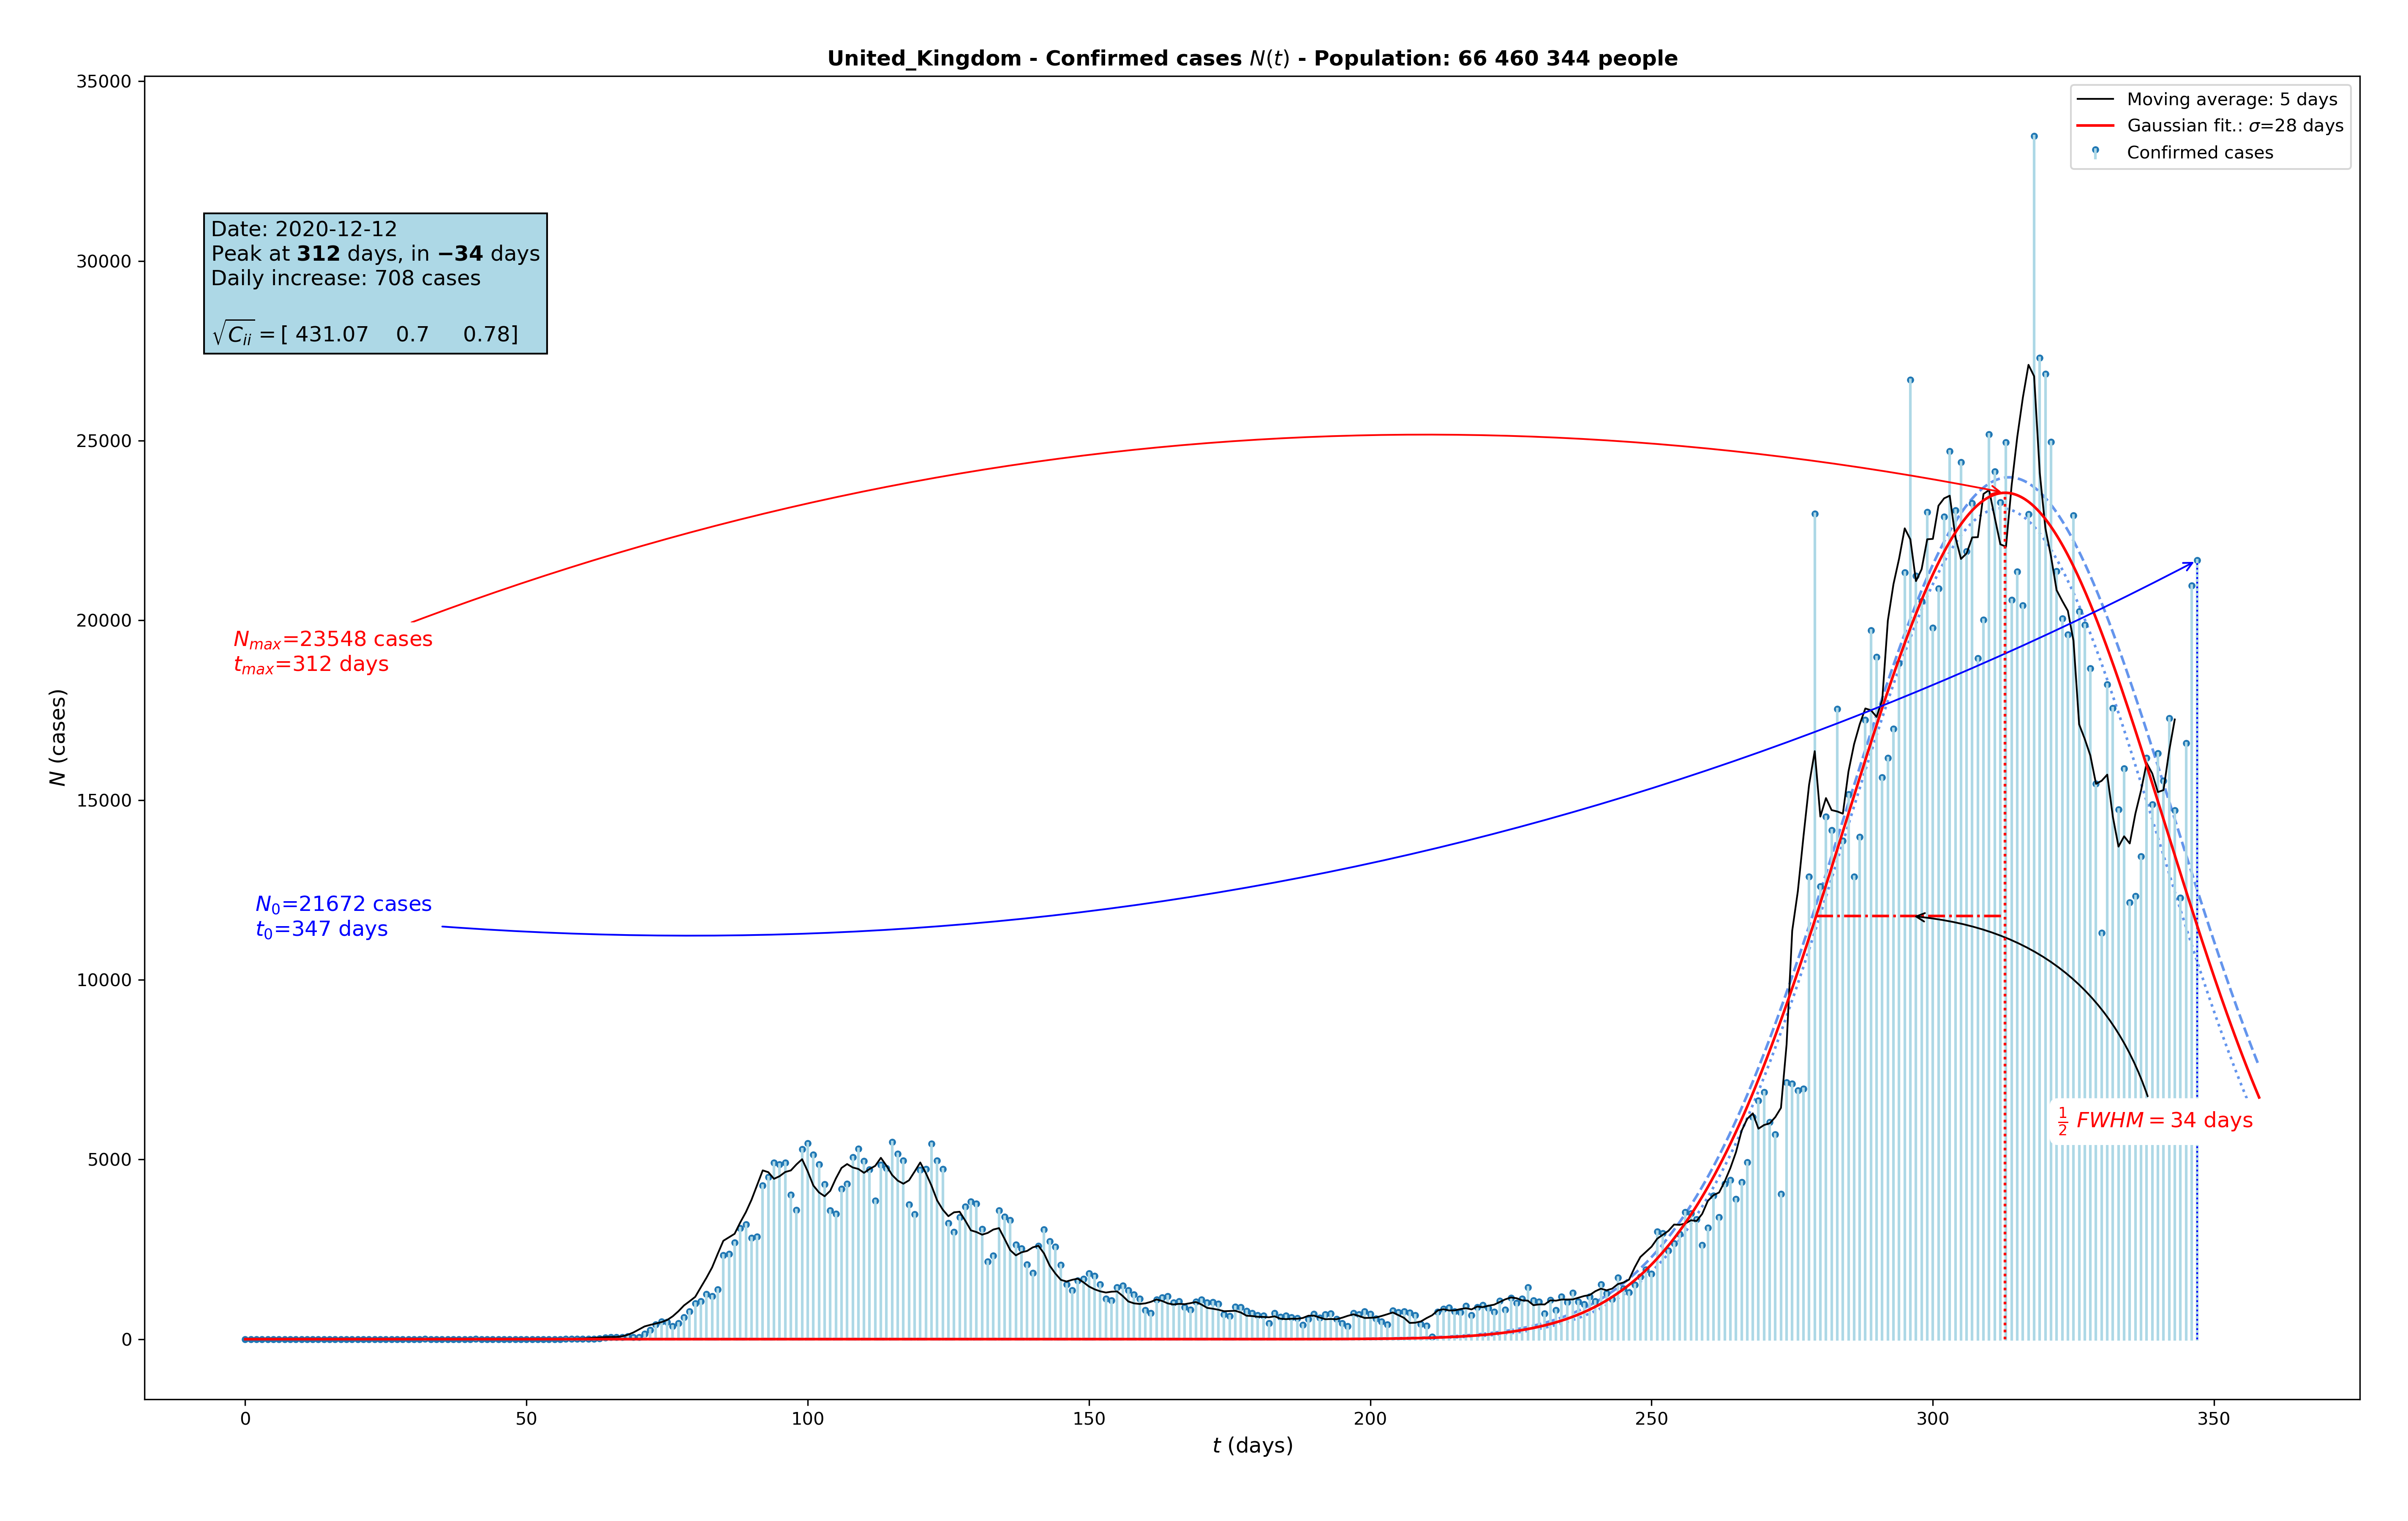 United_Kingdom - Confirmed cases N(t) - Population: 66 460 344 people
35000
30000
25000
20000
15000
10000
5000
0
N (cases)
Moving average: 5 days
Gaussian fit.: σ=28 days
Confirmed cases
Date: 2020-12-12
Peak at 312 days, in −34 days
Daily increase: 708 cases
√C_ii = [ 431.07 0.7 0.78]
N_max=23548 cases
t_max=312 days
N_0=21672 cases
t_0=347 days
1/2 FWHM = 34 days
0 50 100 150 200 250 300 350
t (days)